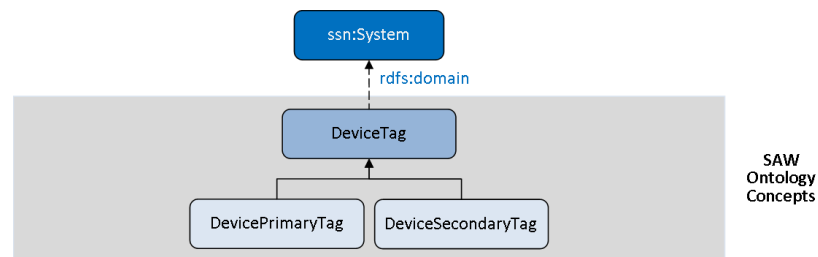 ssn:System
rdfs:domain
DeviceTag
SAW
Ontology
Concepts
DevicePrimaryTag
DeviceSecondaryTag